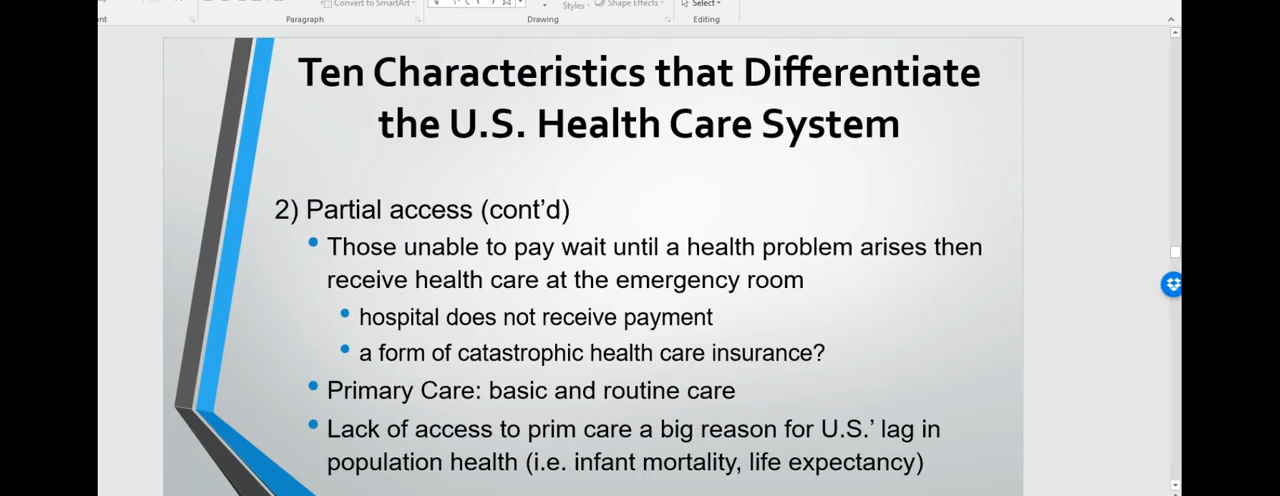 Convert to SmartArt
Styles
Shape Effects
Select
ont
Paragraph
Drawing
Editing
Ten Characteristics that Differentiate
the U.S. Health Care System
2) Partial access (cont’d)
Those unable to pay wait until a health problem arises then
receive health care at the emergency room
hospital does not receive payment
a form of catastrophic health care insurance?
Primary Care: basic and routine care
Lack of access to prim care a big reason for U.S.’ lag in
population health (i.e. infant mortality, life expectancy)